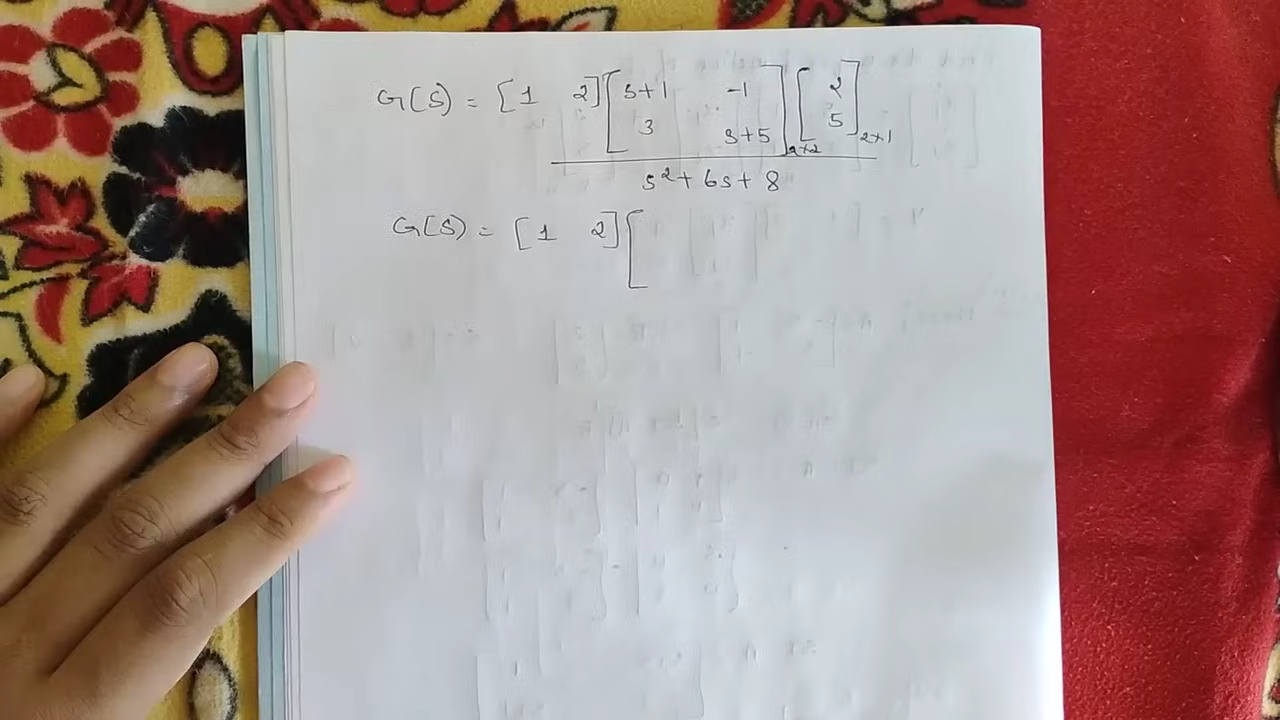 G(S) = [1 2] [s+1 -1
3 s+5]2×2 [2
5]2×1
s²+6s+8
G(S) = [1 2] [